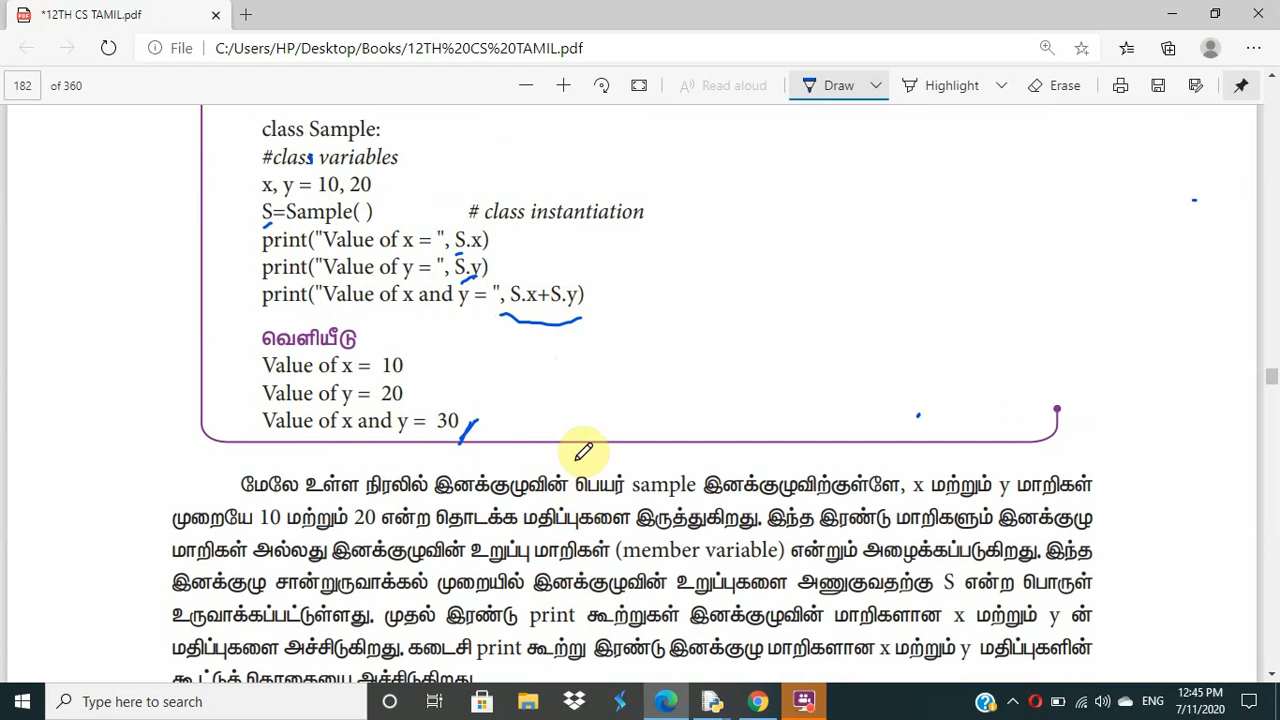 *12TH CS TAMIL.pdf
File
C:/Users/HP/Desktop/Books/12TH%20CS%20TAMIL.pdf
182 of 360
Read aloud
Draw
Highlight
Erase
class Sample:
#class variables
x, y = 10, 20
S=Sample( ) # class instantiation
print("Value of x = ", S.x)
print("Value of y = ", S.y)
print("Value of x and y = ", S.x+S.y)
வெளியீடு
Value of x = 10
Value of y = 20
Value of x and y = 30
மேலே உள்ள நிரலில் இனக்குழுவின் பெயர் sample இனக்குழுவிற்குள்ளே, x மற்றும் y மாறிகள்
முறையே 10 மற்றும் 20 என்ற தொடக்க மதிப்புகளை இருத்துகிறது. இந்த இரண்டு மாறிகளும் இனக்குழு
மாறிகள் அல்லது இனக்குழுவின் உறுப்பு மாறிகள் (member variable) என்றும் அழைக்கப்படுகிறது. இந்த
இனக்குழு சான்றுருவாக்கல் முறையில் இனக்குழுவின் உறுப்புகளை அணுகுவதற்கு S என்ற பொருள்
உருவாக்கப்பட்டுள்ளது. முதல் இரண்டு print கூற்றுகள் இனக்குழுவின் மாறிகளான x மற்றும் y ன்
மதிப்புகளை அச்சிடுகிறது. கடைசி print கூற்று இரண்டு இனக்குழு மாறிகளான x மற்றும் y மதிப்புகளின்
கூட்டுத் தொகையை அச்சிடுகிறது.
Type here to search
ENG
12:45 PM
7/11/2020